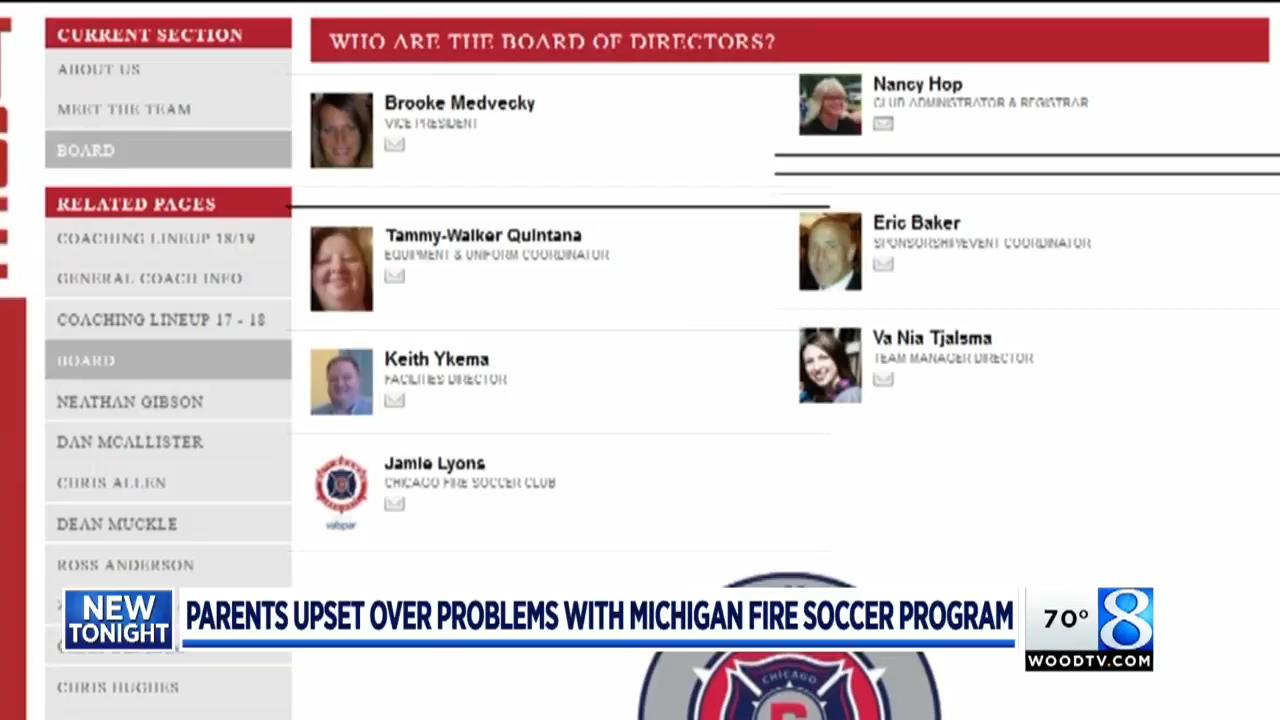 CURRENT SECTION
ABOUT US
MEET THE TEAM
BOARD
RELATED PAGES
COACHING LINEUP 18/19
GENERAL COACH INFO
COACHING LINEUP 17 - 18
BOARD
NEATHAN GIBSON
DAN MCALLISTER
CHRIS ALLEN
DEAN MUCKLE
ROSS ANDERSON
CHRIS HUGHES
WHO ARE THE BOARD OF DIRECTORS?
Brooke Medvecky
VICE PRESIDENT
Tammy-Walker Quintana
EQUIPMENT & UNIFORM COORDINATOR
Keith Ykema
FACILITIES DIRECTOR
Jamie Lyons
CHICAGO FIRE SOCCER CLUB
valspar
Nancy Hop
CLUB ADMINISTRATOR & REGISTRAR
Eric Baker
SPONSORSHIP/EVENT COORDINATOR
Va Nia Tjalsma
TEAM MANAGER DIRECTOR
CHICAGO
NEW TONIGHT
PARENTS UPSET OVER PROBLEMS WITH MICHIGAN FIRE SOCCER PROGRAM
70°
8
WOODTV.COM